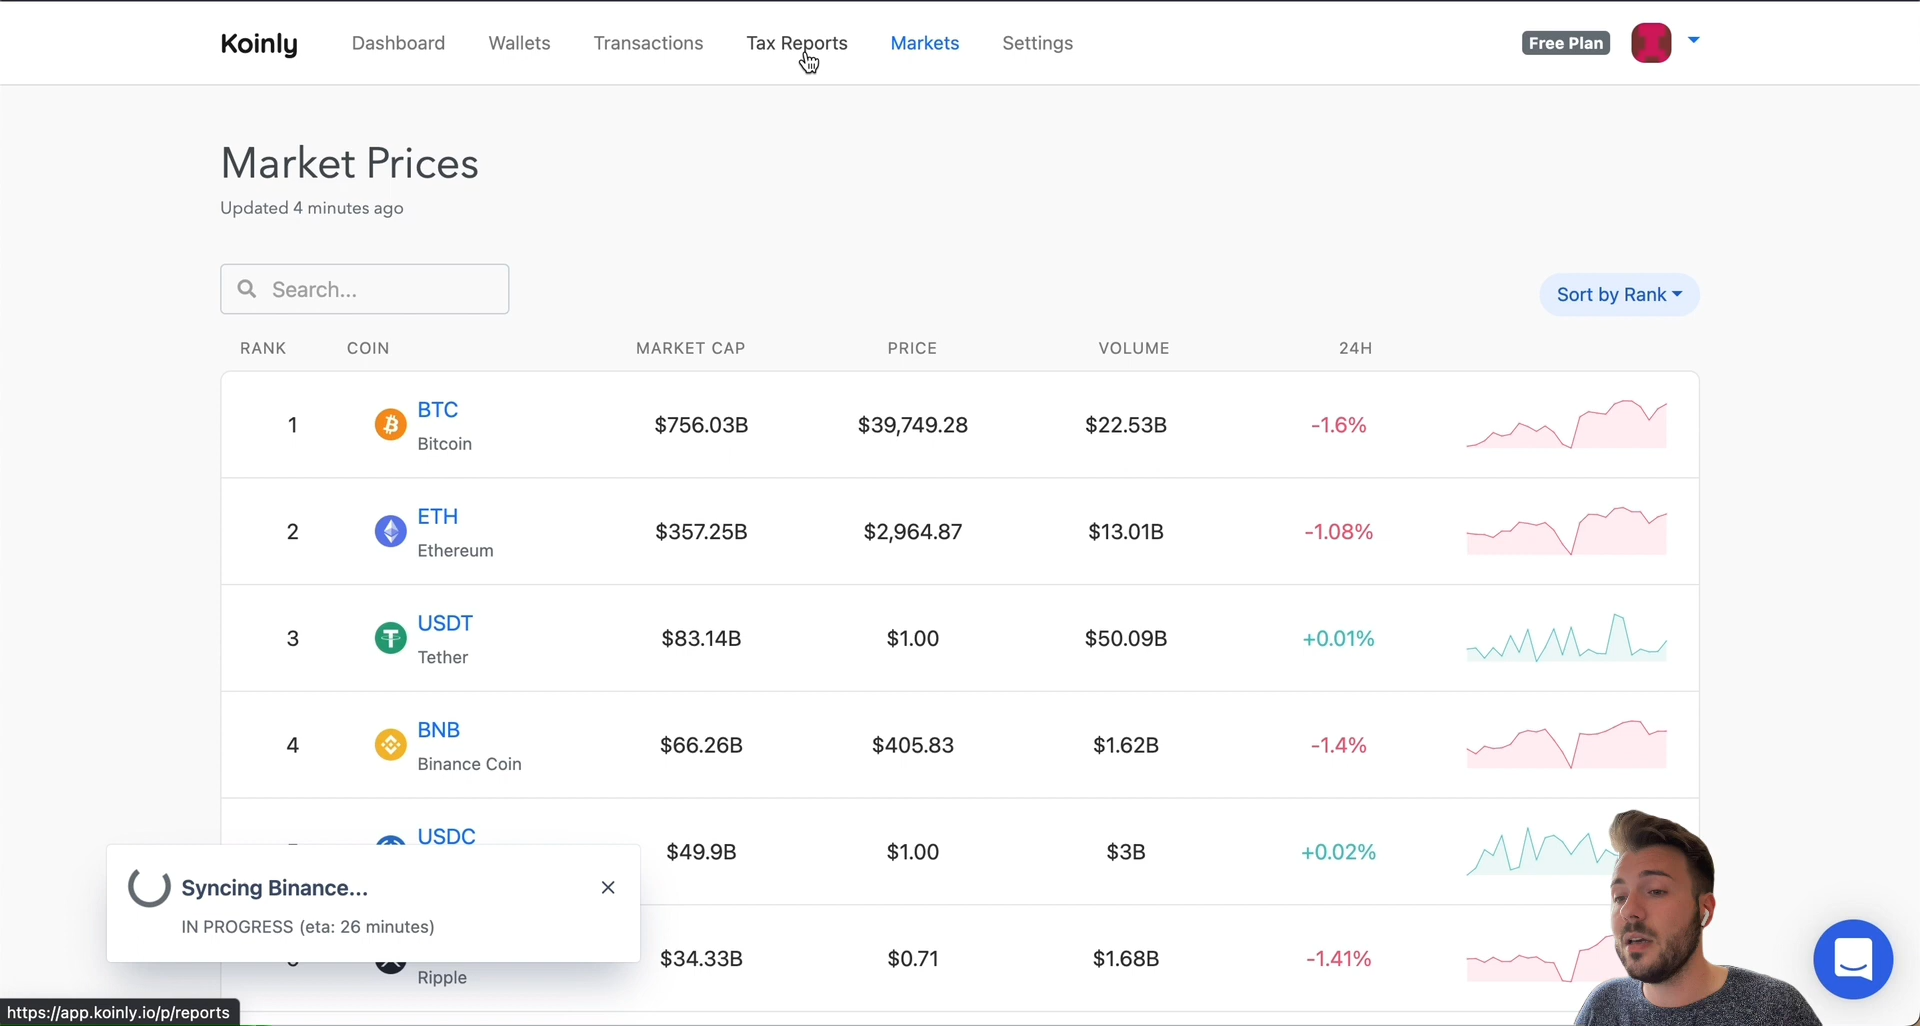 Koinly Dashboard Wallets Transactions Tax Reports Markets Settings Free Plan
Market Prices
Updated 4 minutes ago
Search...
Sort by Rank
RANK COIN MARKET CAP PRICE VOLUME 24H
1 BTC $756.03B $39,749.28 $22.53B -1.6%
Bitcoin
2 ETH $357.25B $2,964.87 $13.01B -1.08%
Ethereum
3 USDT $83.14B $1.00 $50.09B +0.01%
Tether
4 BNB $66.26B $405.83 $1.62B -1.4%
Binance Coin
USDC $49.9B $1.00 $3B +0.02%
Syncing Binance...
IN PROGRESS (eta: 26 minutes)
$34.33B $0.71 $1.68B -1.41%
Ripple
https://app.koinly.io/p/reports